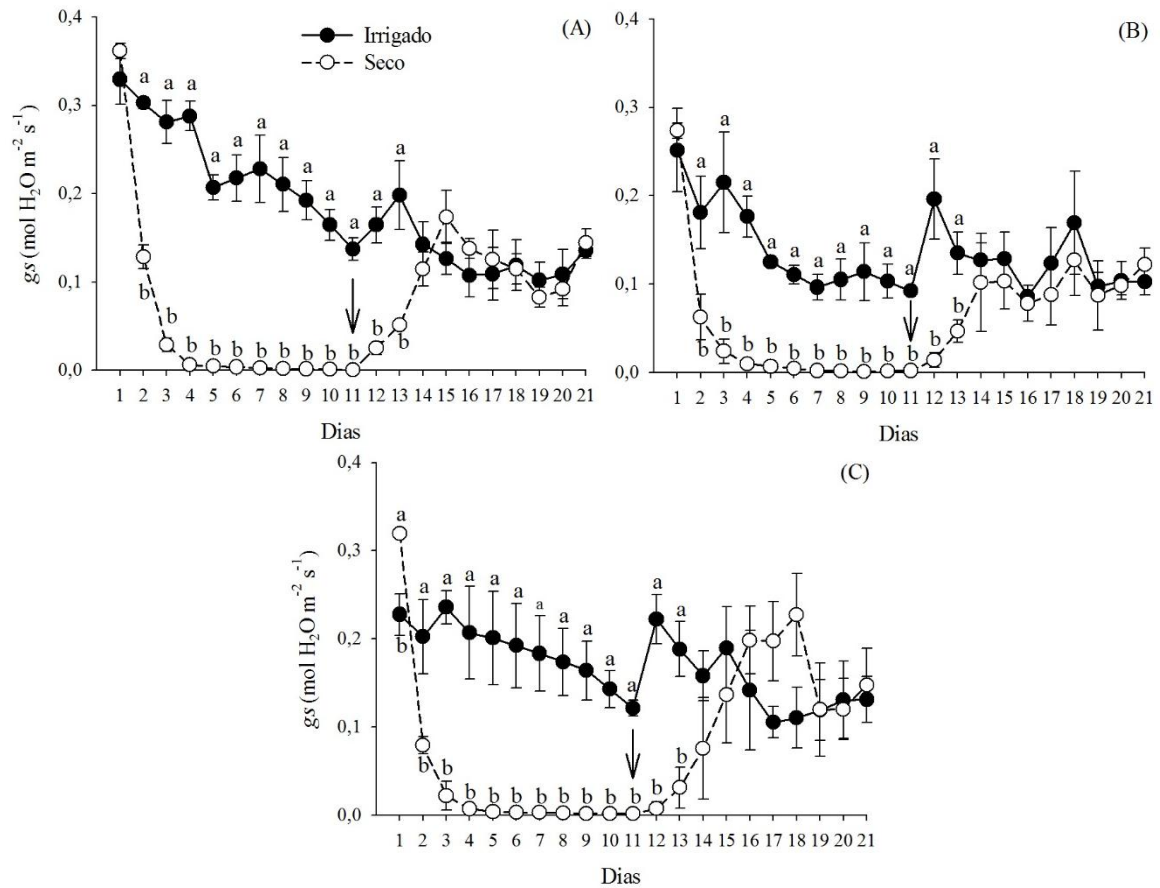 (A)
Irrigado
Seco
gs (mol H₂O m⁻² s⁻¹)
0,4
0,3
0,2
0,1
0,0
a a a a a a a a a a a a
b b b b b b b b b b b b
1 2 3 4 5 6 7 8 9 10 11 12 13 14 15 16 17 18 19 20 21
Dias
(B)
0,4
0,3
0,2
0,1
0,0
a a a a a a a a a a a a
b b b b b b b b b b b b
1 2 3 4 5 6 7 8 9 10 11 12 13 14 15 16 17 18 19 20 21
Dias
(C)
gs (mol H₂O m⁻² s⁻¹)
0,4
0,3
0,2
0,1
0,0
a a a a a a a a a a a a a
b b b b b b b b b b b b b
1 2 3 4 5 6 7 8 9 10 11 12 13 14 15 16 17 18 19 20 21
Dias